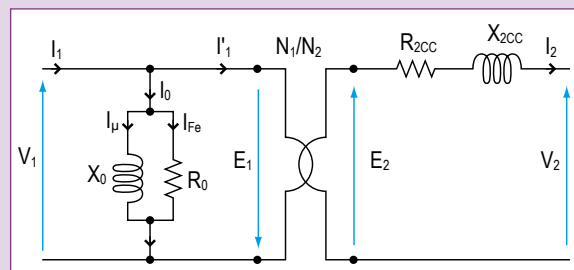 I₁ I'₁ N₁/N₂ R₂CC X₂CC I₂
I₀
Iμ IFe
V₁ X₀ R₀ E₁ E₂ V₂